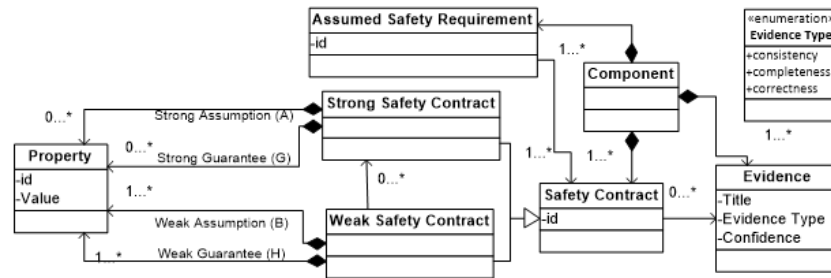 Assumed Safety Requirement
-id
«enumeration»
Evidence Type
+consistency
+completeness
+correctness
1...*
Component
Strong Safety Contract
Strong Assumption (A)
0...*
0...*
Strong Guarantee (G)
Property
-id
-Value
1...*
1...*
1...*
0...*
Safety Contract
-id
0...*
Evidence
-Title
-Evidence Type
-Confidence
Weak Safety Contract
Weak Assumption (B)
Weak Guarantee (H)
1...*
1...*